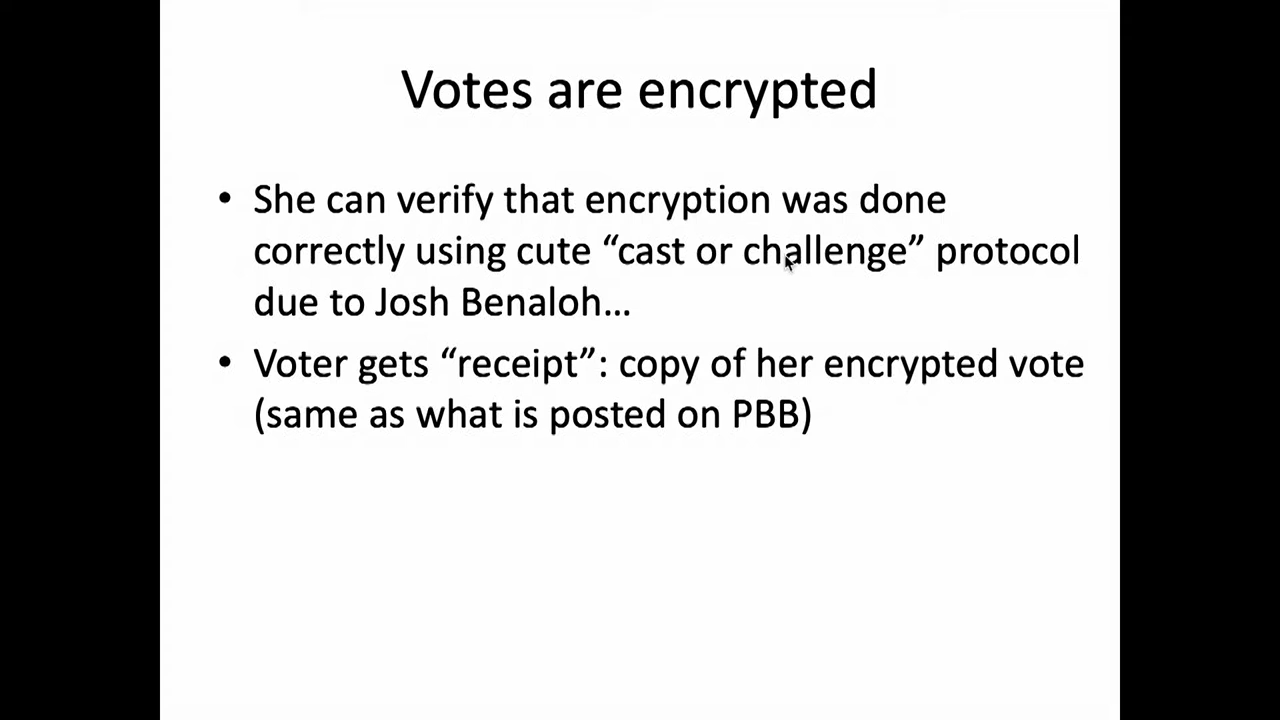 Votes are encrypted
• She can verify that encryption was done
correctly using cute “cast or challenge” protocol
due to Josh Benaloh…
• Voter gets “receipt”: copy of her encrypted vote
(same as what is posted on PBB)